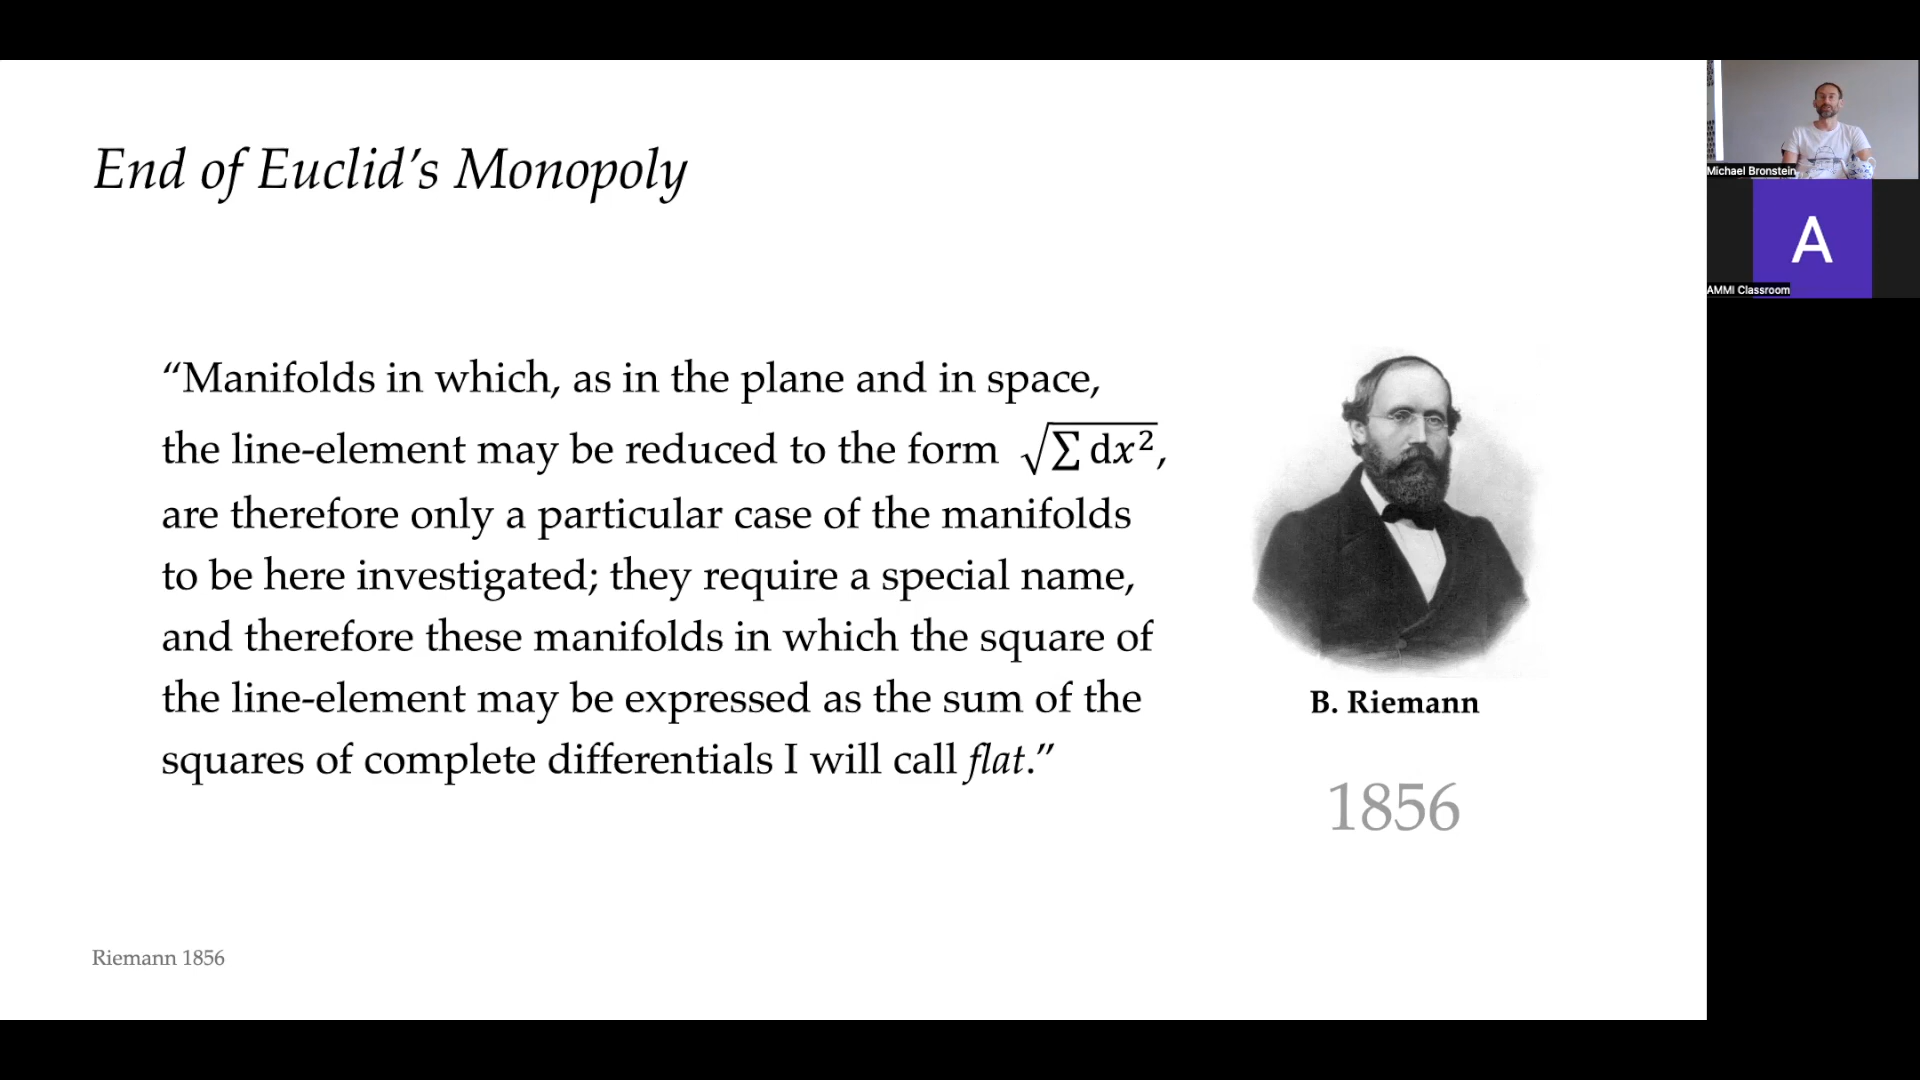 End of Euclid’s Monopoly
“Manifolds in which, as in the plane and in space,
the line-element may be reduced to the form √∑ dx²,
are therefore only a particular case of the manifolds
to be here investigated; they require a special name,
and therefore these manifolds in which the square of
the line-element may be expressed as the sum of the
squares of complete differentials I will call flat.”
B. Riemann
1856
Riemann 1856
Michael Bronstein
A
AMMI Classroom